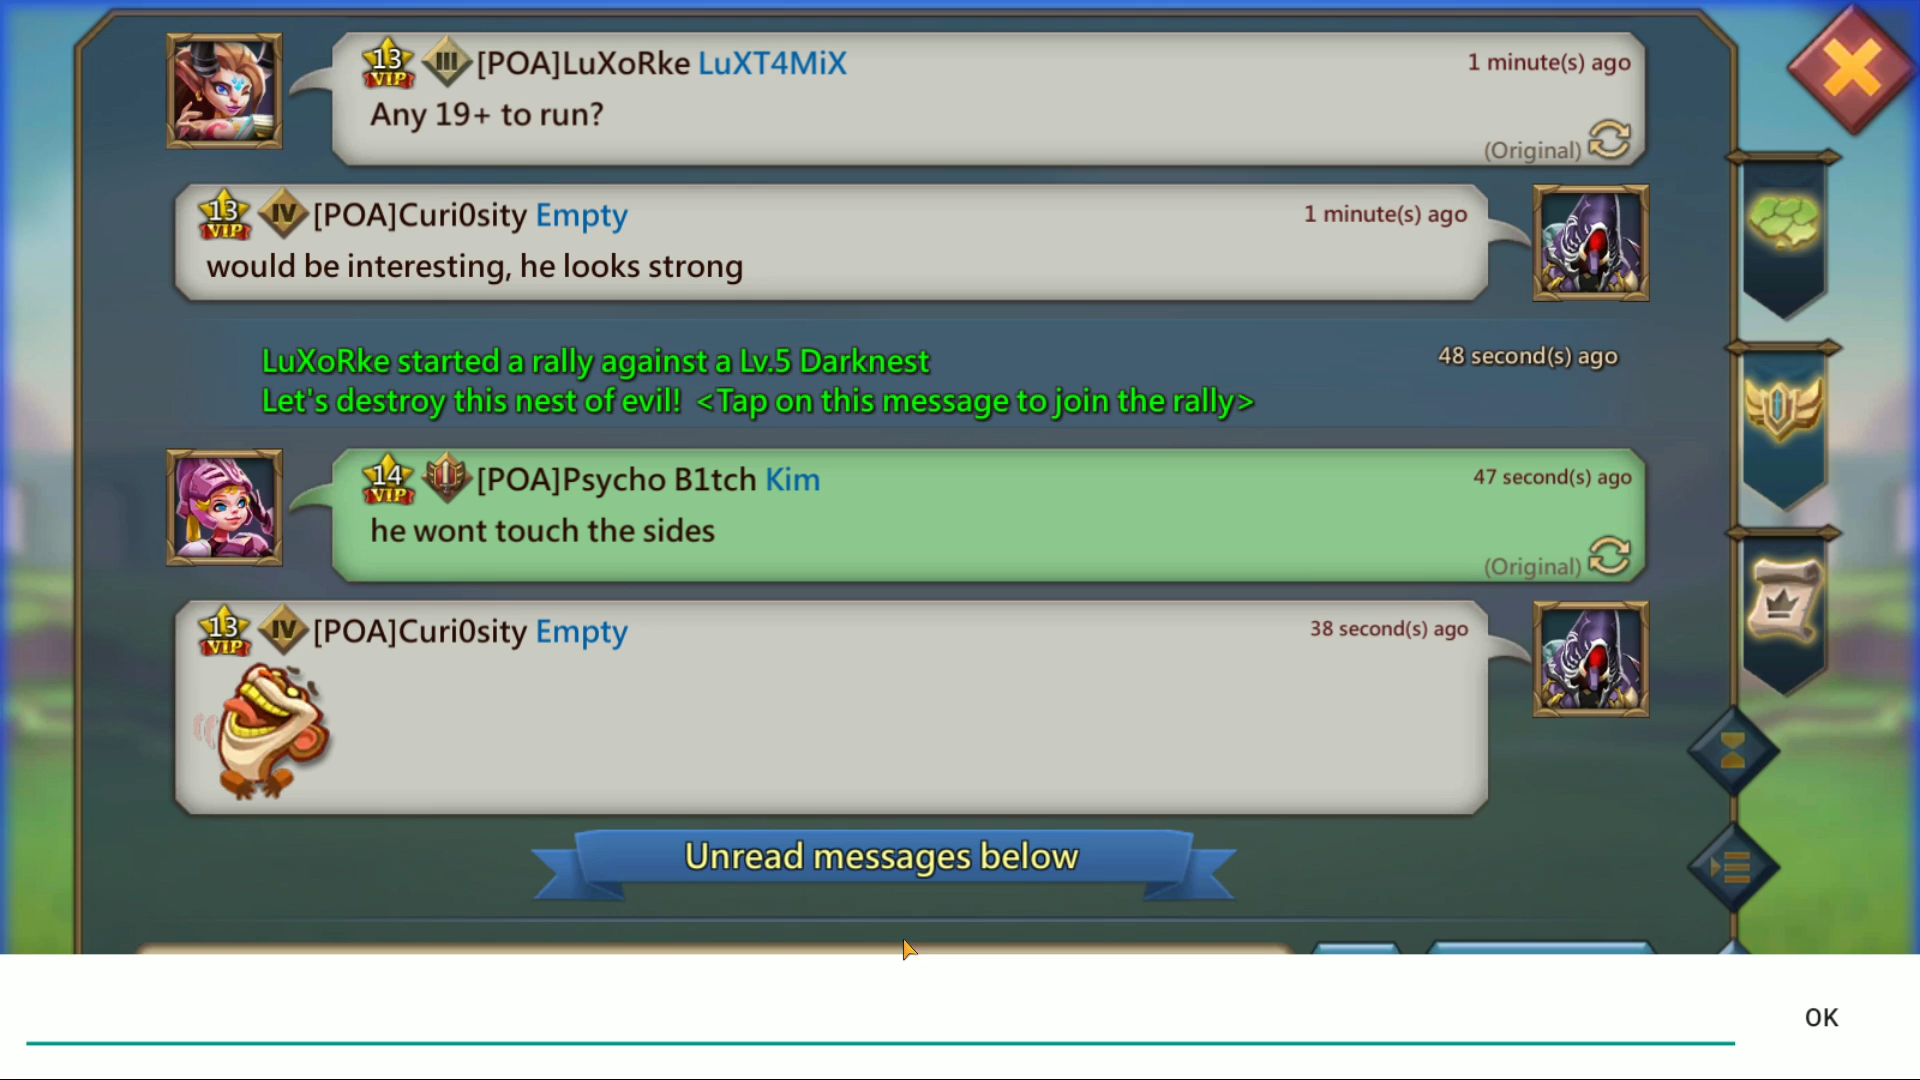 13 VIP III [POA]LuXoRke LuXT4MiX 1 minute(s) ago
Any 19+ to run?
(Original)
13 VIP IV [POA]Curi0sity Empty 1 minute(s) ago
would be interesting, he looks strong
LuXoRke started a rally against a Lv.5 Darknest 48 second(s) ago
Let's destroy this nest of evil! <Tap on this message to join the rally>
14 VIP [POA]Psycho B1tch Kim 47 second(s) ago
he wont touch the sides
(Original)
13 VIP IV [POA]Curi0sity Empty 38 second(s) ago
Unread messages below
OK